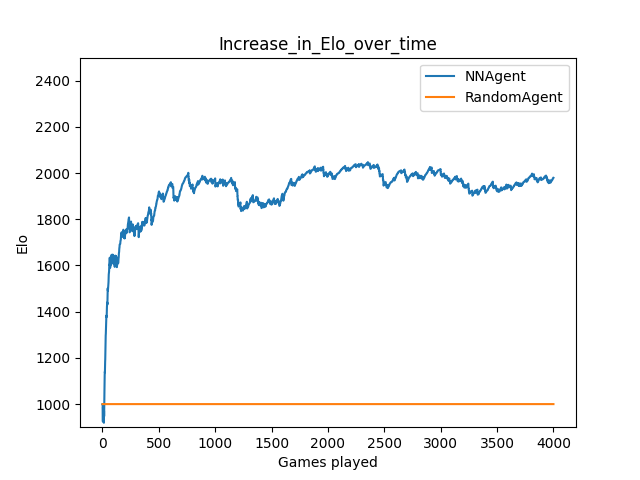 Increase_in_Elo_over_time
NNAgent
RandomAgent
2400
2200
2000
1800
1600
1400
1200
1000
Elo
0 500 1000 1500 2000 2500 3000 3500 4000
Games played